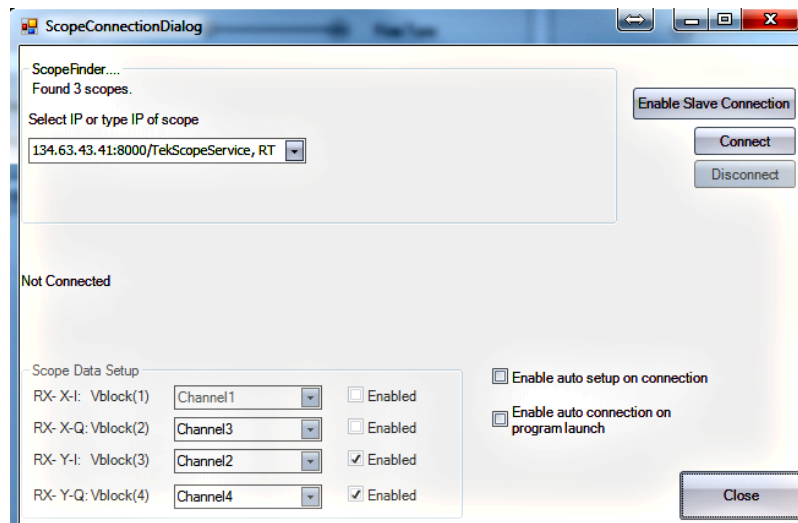 ScopeConnectionDialog
ScopeFinder....
Found 3 scopes.
Select IP or type IP of scope
134.63.43.41:8000/TekScopeService, RT
Enable Slave Connection
Connect
Disconnect
Not Connected
Scope Data Setup
RX- X-I: Vblock(1) Channel1 Enabled
RX- X-Q: Vblock(2) Channel3 Enabled
RX- Y-I: Vblock(3) Channel2 Enabled
RX- Y-Q: Vblock(4) Channel4 Enabled
Enable auto setup on connection
Enable auto connection on
program launch
Close